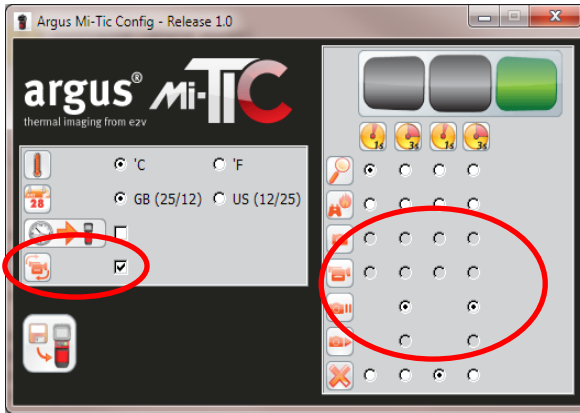 Argus Mi-Tic Config - Release 1.0
argus® Mi-TIC
thermal imaging from e2v
'C 'F
28 GB (25/12) US (12/25)
1s 3s 1s 3s